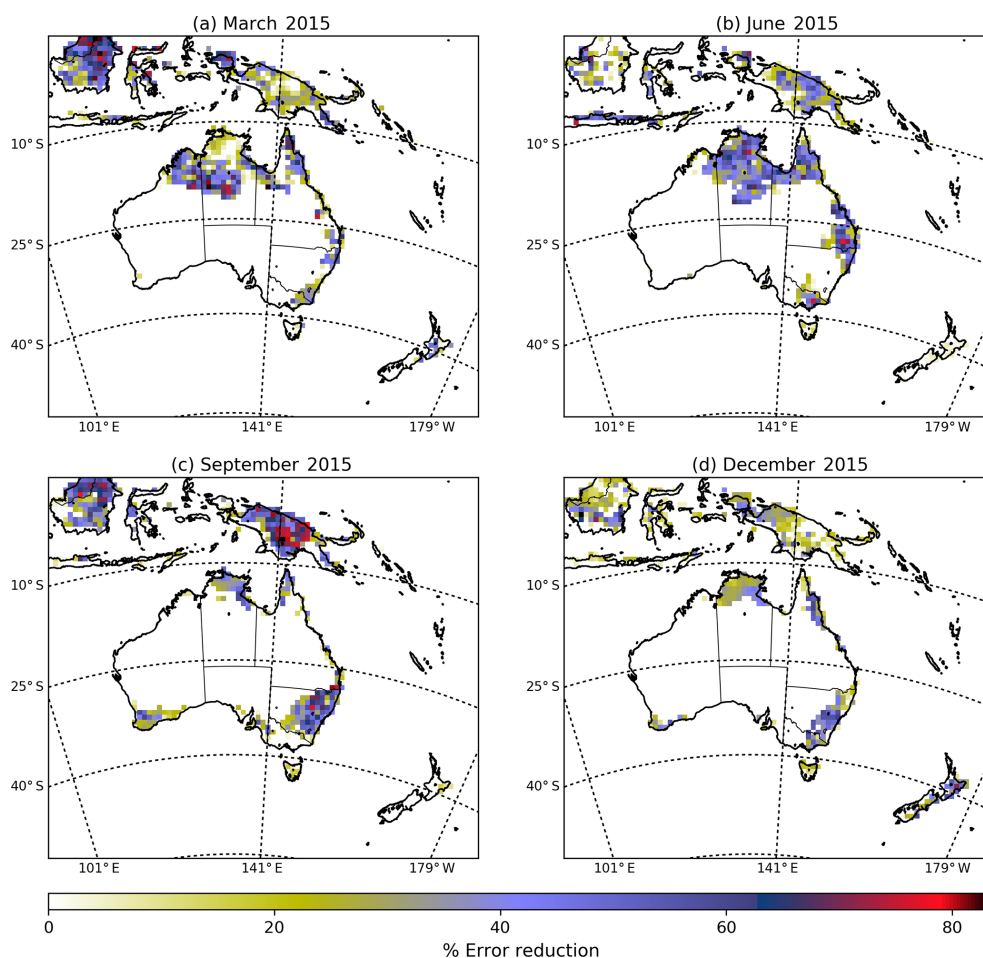 (a) March 2015
(b) June 2015
10° S
25° S
40° S
101° E
141° E
179° W
10° S
25° S
40° S
101° E
141° E
179° W
(c) September 2015
(d) December 2015
10° S
25° S
40° S
101° E
141° E
179° W
10° S
25° S
40° S
101° E
141° E
179° W
0
20
40
60
80
% Error reduction